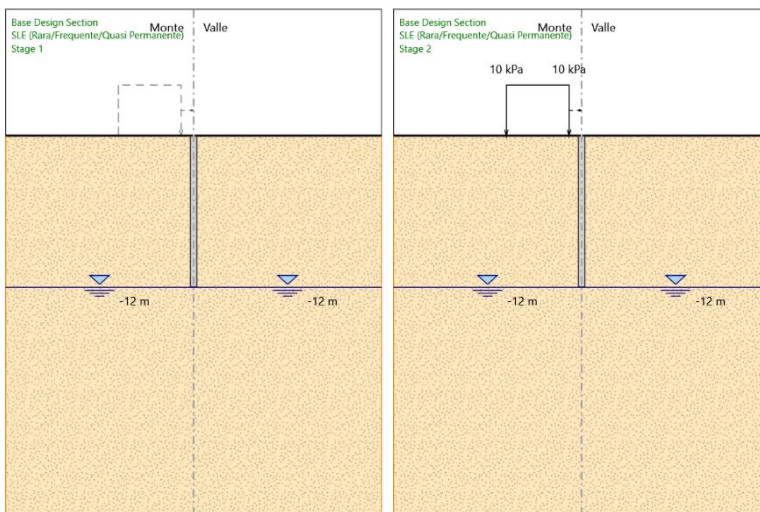 Base Design Section
SLE (Rara/Frequente/Quasi Permanente)
Stage 1
Monte
Valle
-12 m
-12 m
Base Design Section
SLE (Rara/Frequente/Quasi Permanente)
Stage 2
Monte
Valle
10 kPa
10 kPa
-12 m
-12 m